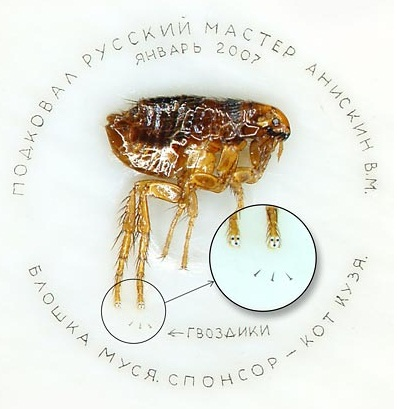 ПОДКОВАЛ РУССКИЙ МАСТЕР АНИСКИН В.М.
ЯНВАРЬ 2007
ГВОЗДИКИ
БЛОШКА МУСЯ. СПОНСОР – КОТ КУЗЯ.